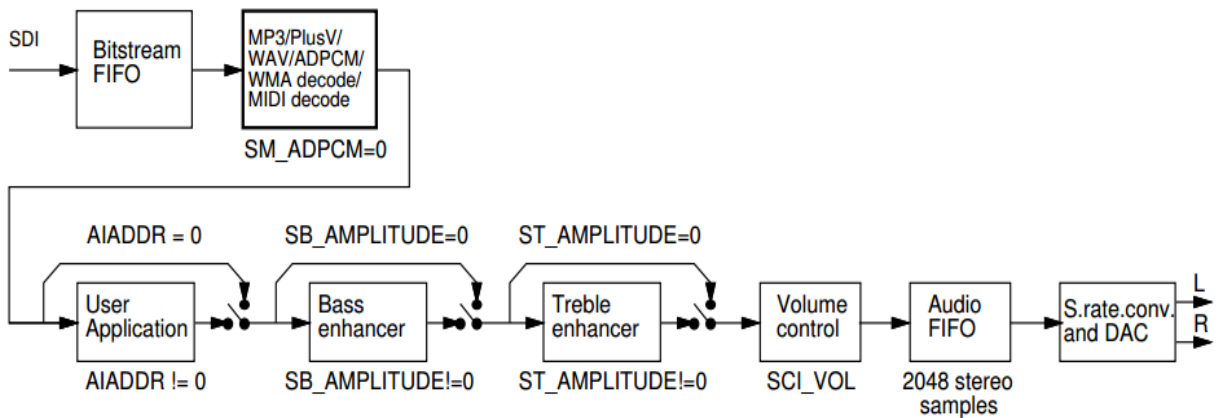 SDI
Bitstream
FIFO
MP3/PlusV/
WAV/ADPCM/
WMA decode/
MIDI decode
SM_ADPCM=0
AIADDR = 0
SB_AMPLITUDE=0
ST_AMPLITUDE=0
User
Application
Bass
enhancer
Treble
enhancer
Volume
control
Audio
FIFO
S.rate.conv.
and DAC
L
R
AIADDR != 0
SB_AMPLITUDE!=0
ST_AMPLITUDE!=0
SCI_VOL
2048 stereo
samples